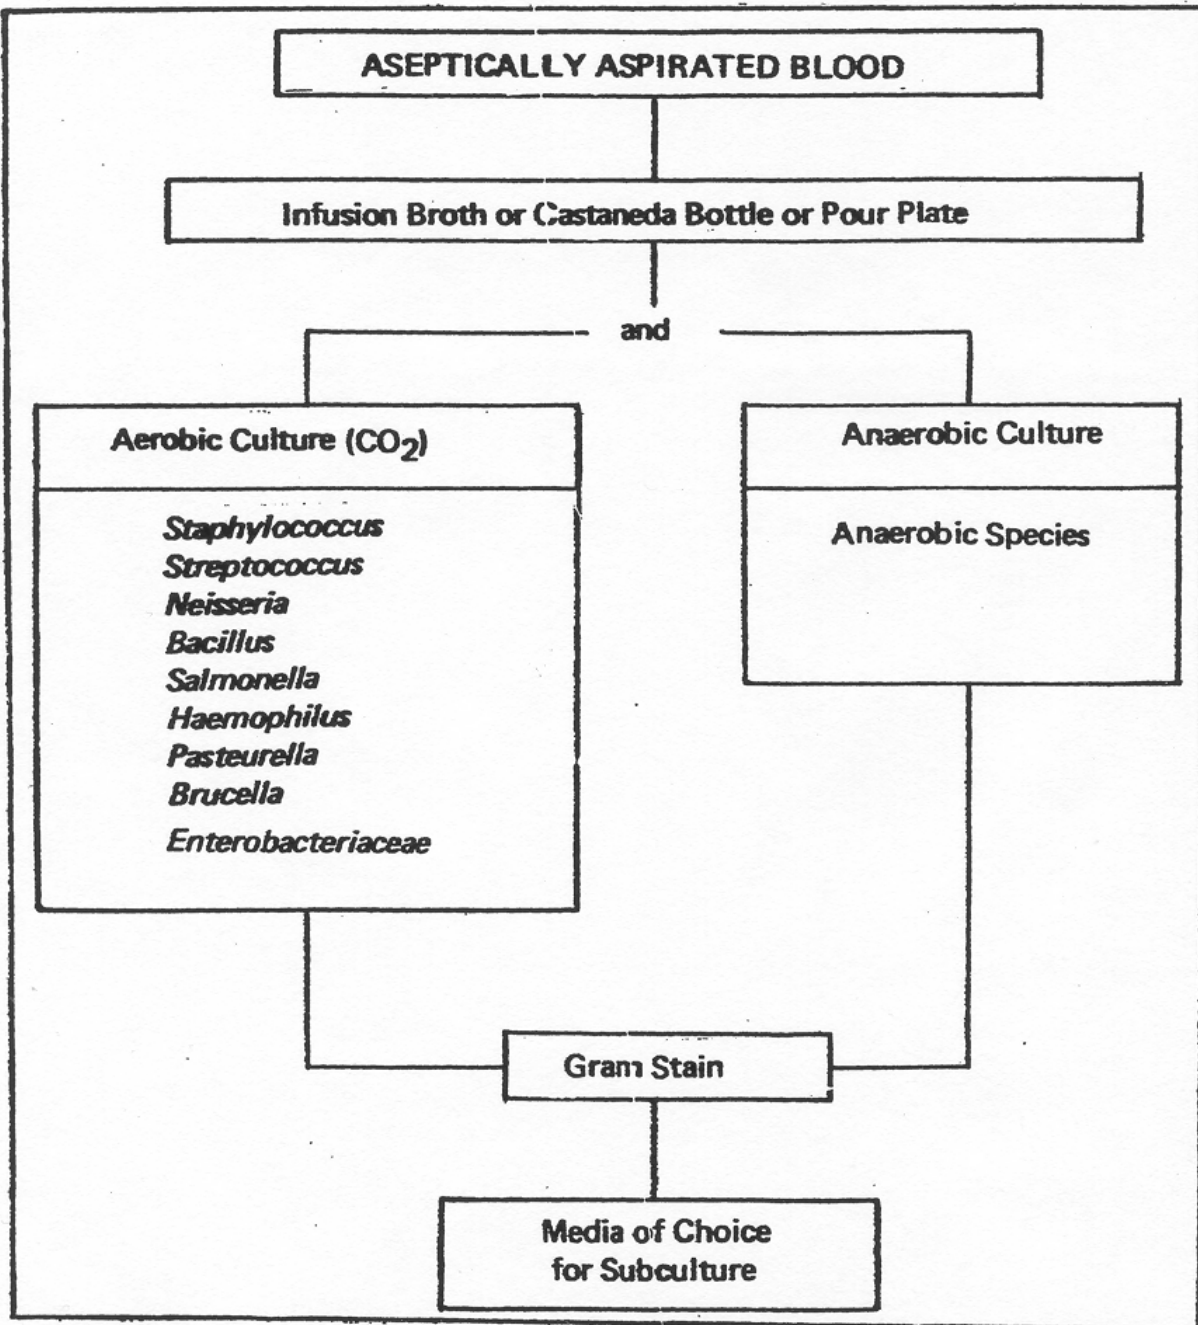 ASEPTICALLY ASPIRATED BLOOD
Infusion Broth or Castaneda Bottle or Pour Plate
and
Aerobic Culture (CO₂)
Staphylococcus
Streptococcus
Neisseria
Bacillus
Salmonella
Haemophilus
Pasteurella
Brucella
Enterobacteriaceae
Anaerobic Culture
Anaerobic Species
Gram Stain
Media of Choice
for Subculture